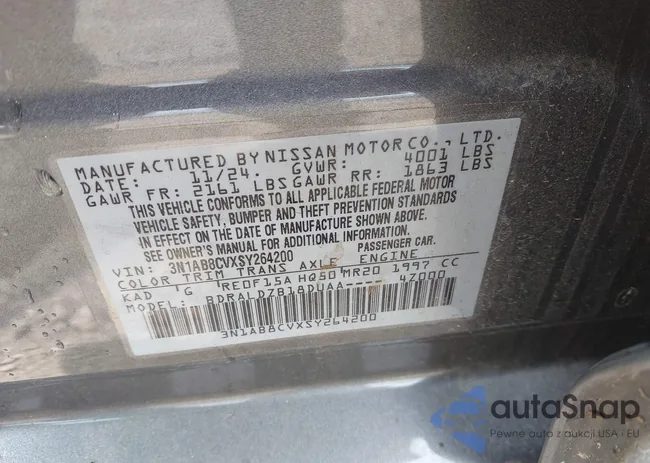 MANUFACTURED BY NISSAN MOTOR CO., LTD.
DATE: 11/24. GVWR: 4001 LBS
GAWR FR: 2161 LBS GAWR RR: 1863 LBS
THIS VEHICLE CONFORMS TO ALL APPLICABLE FEDERAL MOTOR
VEHICLE SAFETY, BUMPER AND THEFT PREVENTION STANDARDS
IN EFFECT ON THE DATE OF MANUFACTURE SHOWN ABOVE.
SEE OWNER'S MANUAL FOR ADDITIONAL INFORMATION.
VIN: 3N1AB8CVXSY264200 PASSENGER CAR.
COLOR TRIM TRANS AXLE ENGINE
KAD G RE0F15A HQ50 MR20 1997 CC
MODEL: BDRALDZB18DUAA---- 47000
3N1AB8CVXSY264200
autoSnap
Pewne auto z aukcji USA i EU